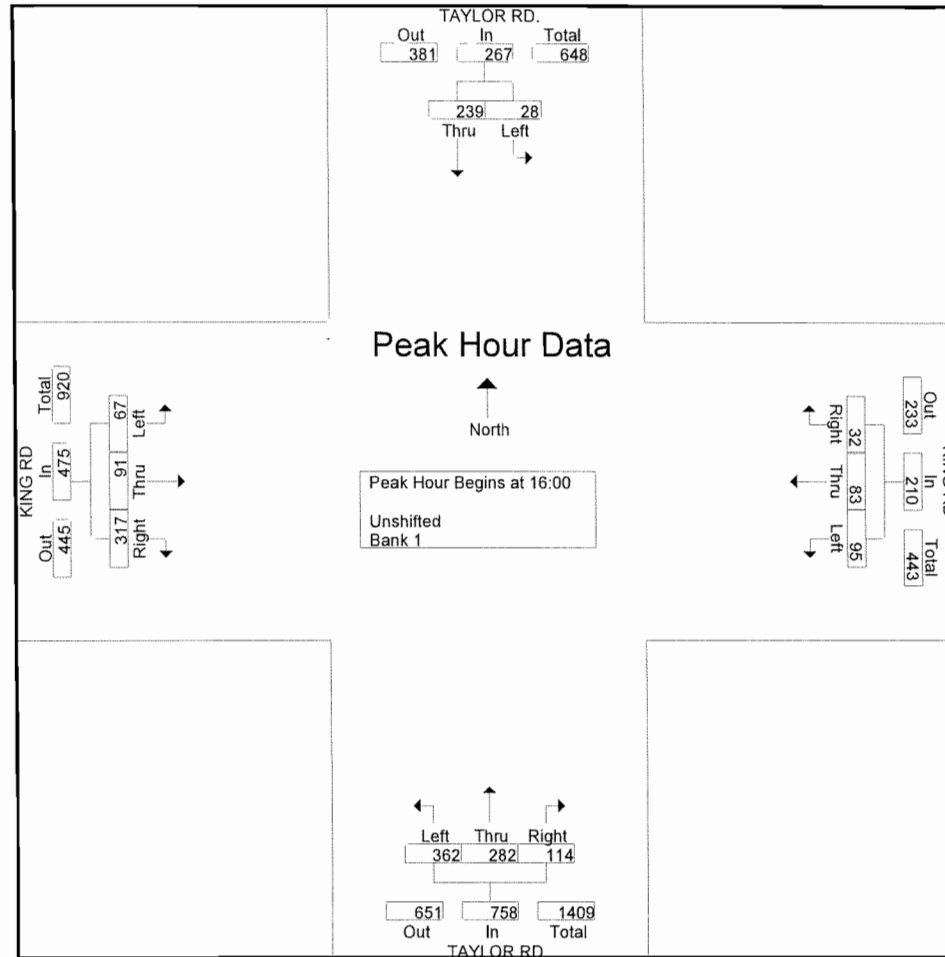 TAYLOR RD.
Out In Total
381 267 648
239 28
Thru Left
Peak Hour Data
North
Peak Hour Begins at 16:00
Unshifted
Bank 1
KING RD
Out In Total
445 475 920
Right Thru Left
317 91 67
Out In Total
233 210 443
Right Thru Left
32 83 95
Left Thru Right
362 282 114
651 758 1409
Out In Total
TAYLOR RD